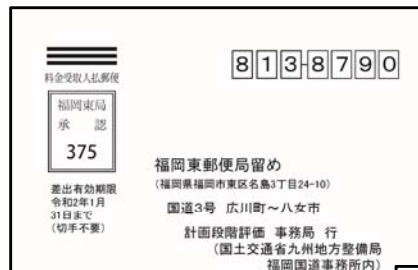 料金受取人払郵便
813-8790
福岡東局
承 認
375
差出有効期限
令和2年1月
31日まで
(切手不要)
福岡東郵便局留め
(福岡県福岡市東区名島3丁目24-10)
国道3号 広川町~八女市
計画段階評価 事務局 行
(国土交通省九州地方整備局
福岡国道事務所内)